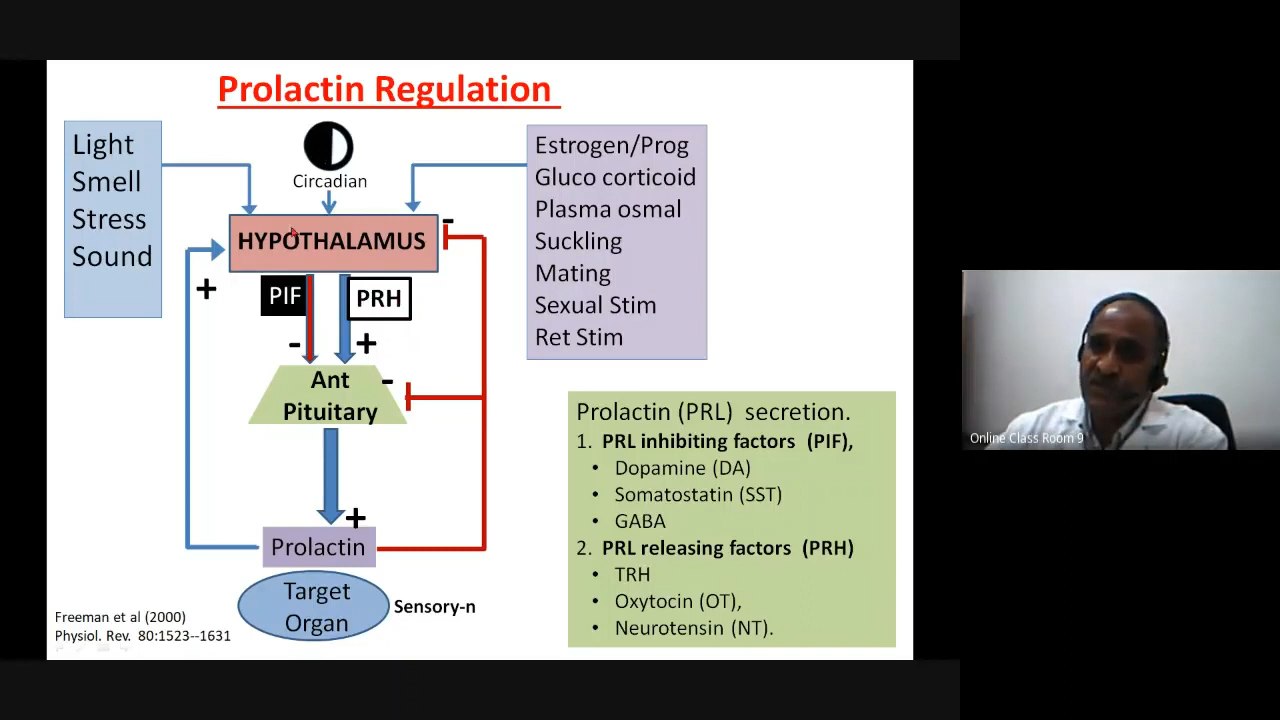 Prolactin Regulation
Light
Smell
Stress
Sound
Circadian
Estrogen/Prog
Gluco corticoid
Plasma osmal
Suckling
Mating
Sexual Stim
Ret Stim
HYPOTHALAMUS
-
+
PIF
PRH
-
+
Ant
Pituitary
-
+
Prolactin
Target
Organ
Sensory-n
Freeman et al (2000)
Physiol. Rev. 80:1523--1631
Prolactin (PRL) secretion.
1. PRL inhibiting factors (PIF),
• Dopamine (DA)
• Somatostatin (SST)
• GABA
2. PRL releasing factors (PRH)
• TRH
• Oxytocin (OT),
• Neurotensin (NT).
Online Class Room 9